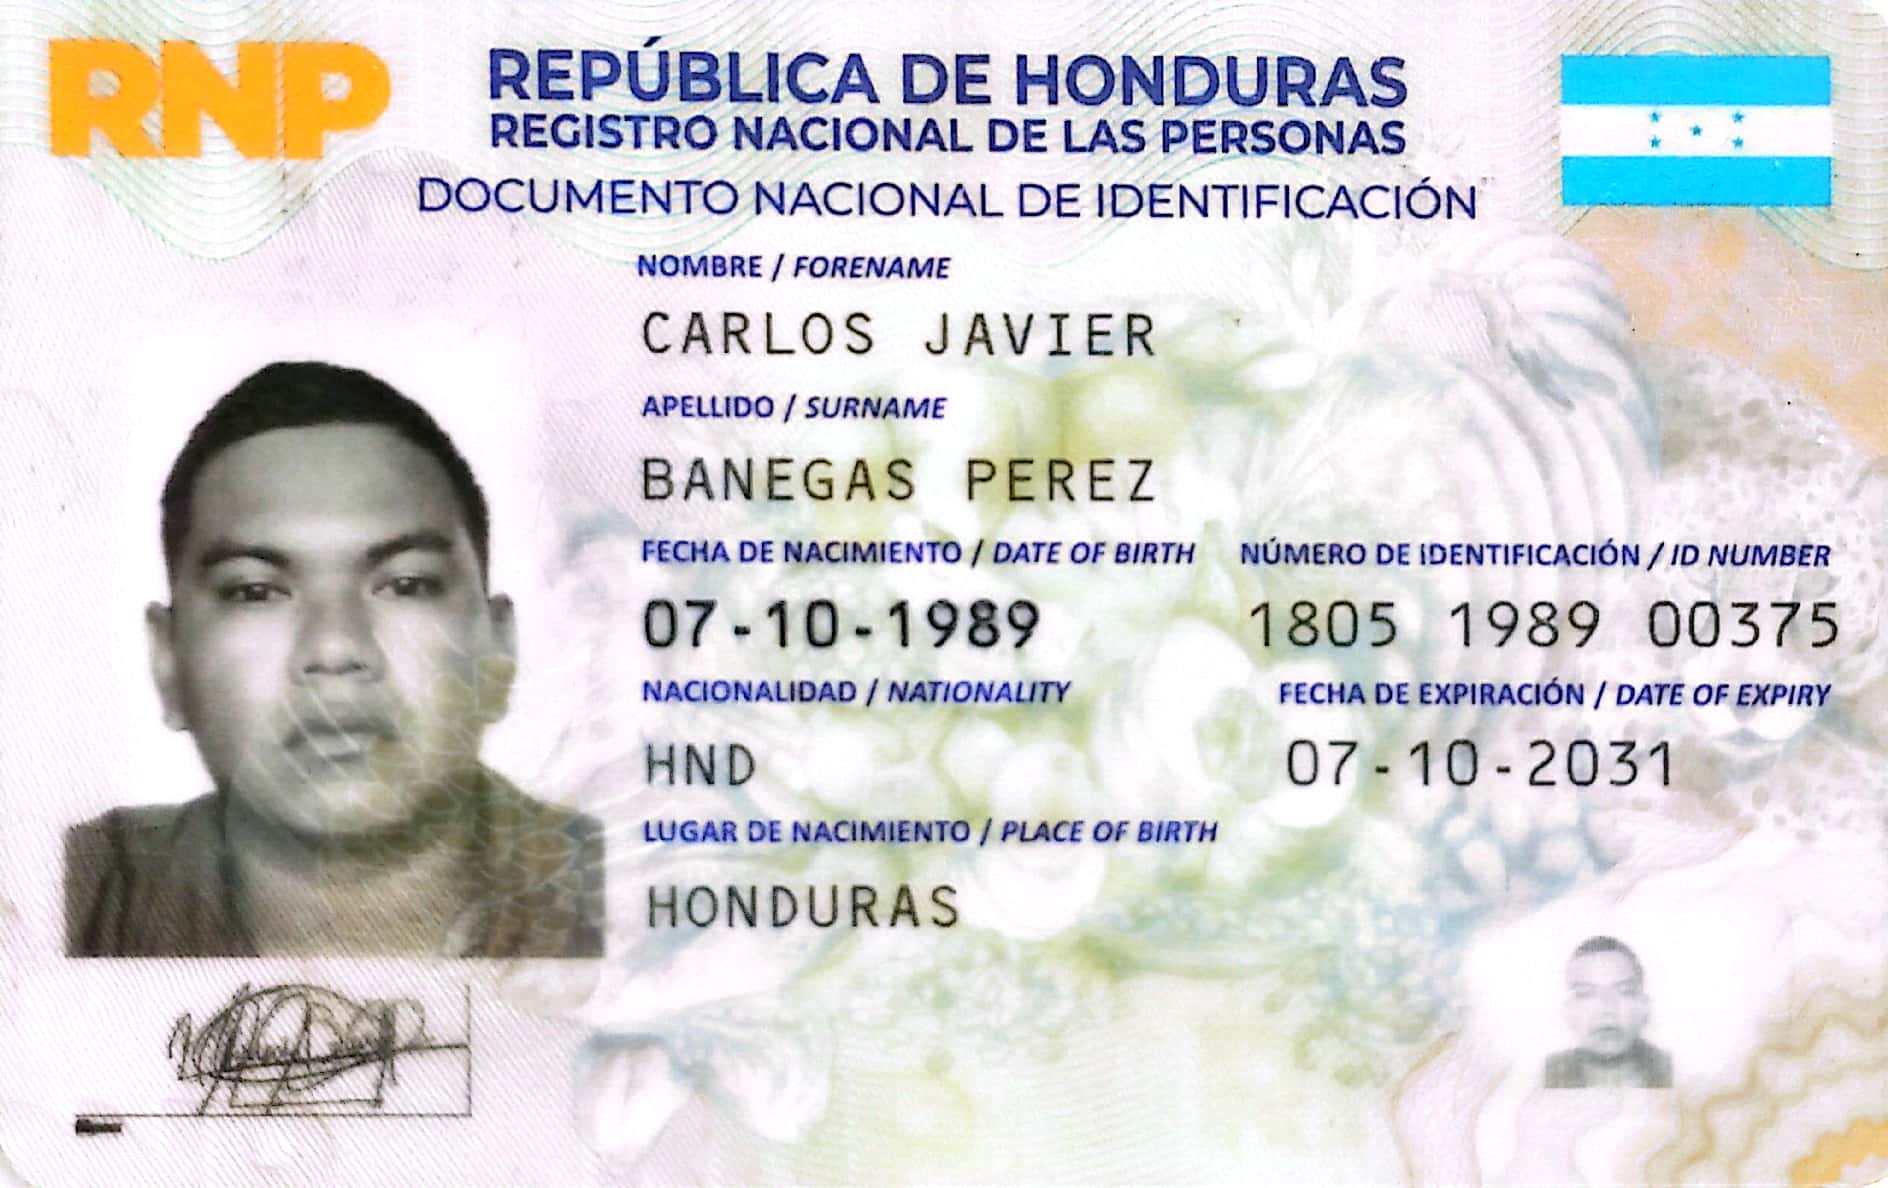 RNP
REPÚBLICA DE HONDURAS
REGISTRO NACIONAL DE LAS PERSONAS
DOCUMENTO NACIONAL DE IDENTIFICACIÓN
NOMBRE / FORENAME
CARLOS JAVIER
APELLIDO / SURNAME
BANEGAS PEREZ
FECHA DE NACIMIENTO / DATE OF BIRTH NÚMERO DE IDENTIFICACIÓN / ID NUMBER
07-10-1989 1805 1989 00375
NACIONALIDAD / NATIONALITY FECHA DE EXPIRACIÓN / DATE OF EXPIRY
HND 07-10-2031
LUGAR DE NACIMIENTO / PLACE OF BIRTH
HONDURAS